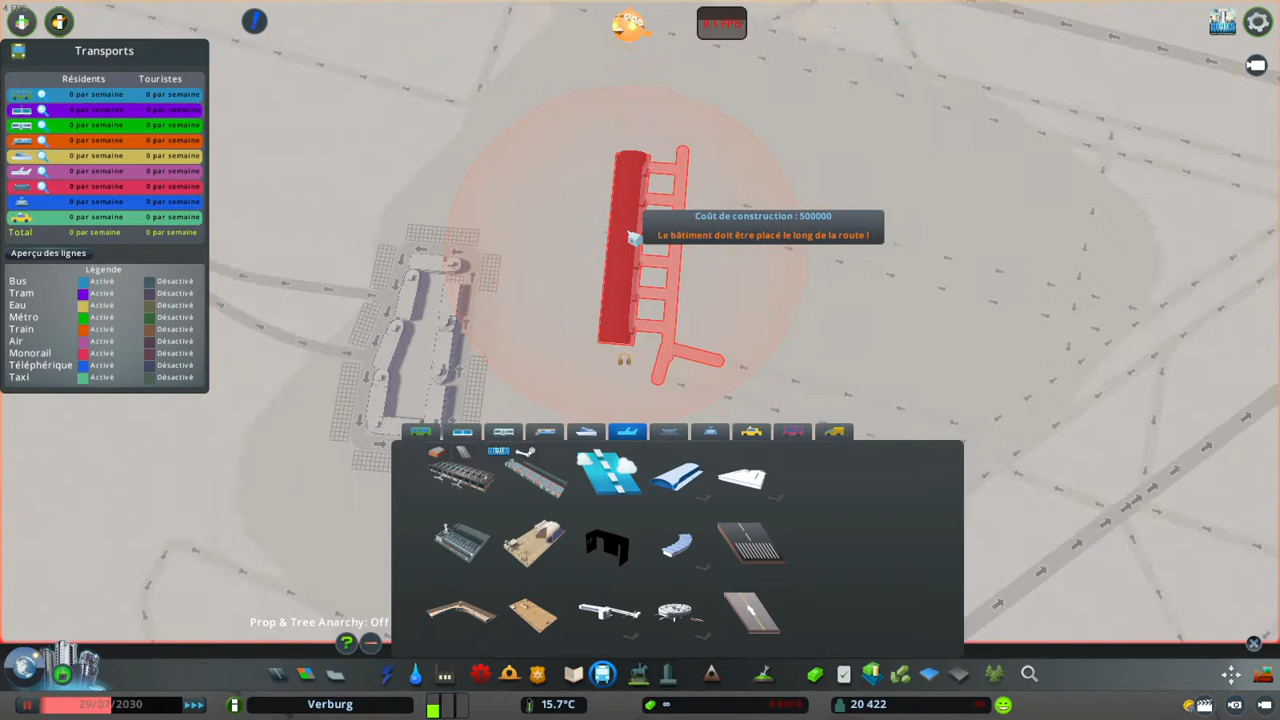 4 FPS
Transports
Résidents Touristes
0 par semaine 0 par semaine
0 par semaine 0 par semaine
0 par semaine 0 par semaine
0 par semaine 0 par semaine
0 par semaine 0 par semaine
0 par semaine 0 par semaine
0 par semaine 0 par semaine
0 par semaine 0 par semaine
0 par semaine 0 par semaine
Total 0 par semaine 0 par semaine
Aperçu des lignes
Légende
Bus Activé Désactivé
Tram Activé Désactivé
Eau Activé Désactivé
Métro Activé Désactivé
Train Activé Désactivé
Air Activé Désactivé
Monorail Activé Désactivé
Téléphérique Activé Désactivé
Taxi Activé Désactivé
Coût de construction : 500000
Le bâtiment doit être placé le long de la route !
Prop & Tree Anarchy: Off
29/07/2030
Verburg
15.7°C
∞
20 422